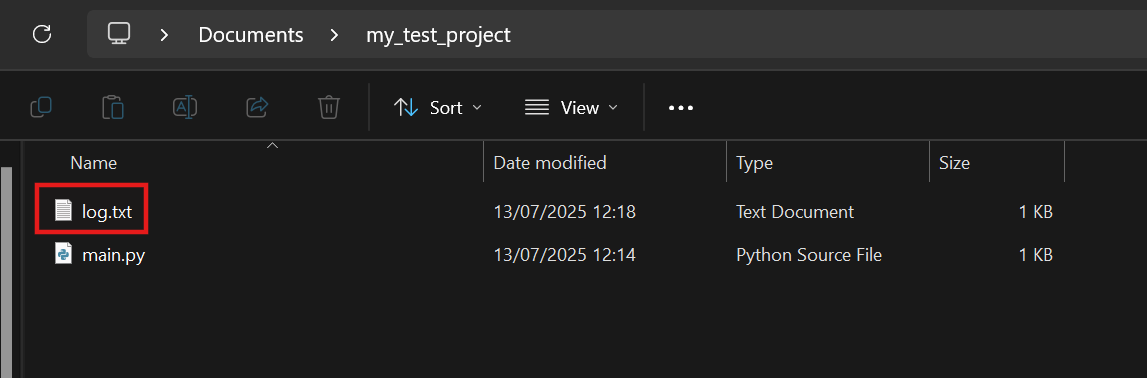 Documents my_test_project
Sort View
Name Date modified Type Size
log.txt 13/07/2025 12:18 Text Document 1 KB
main.py 13/07/2025 12:14 Python Source File 1 KB